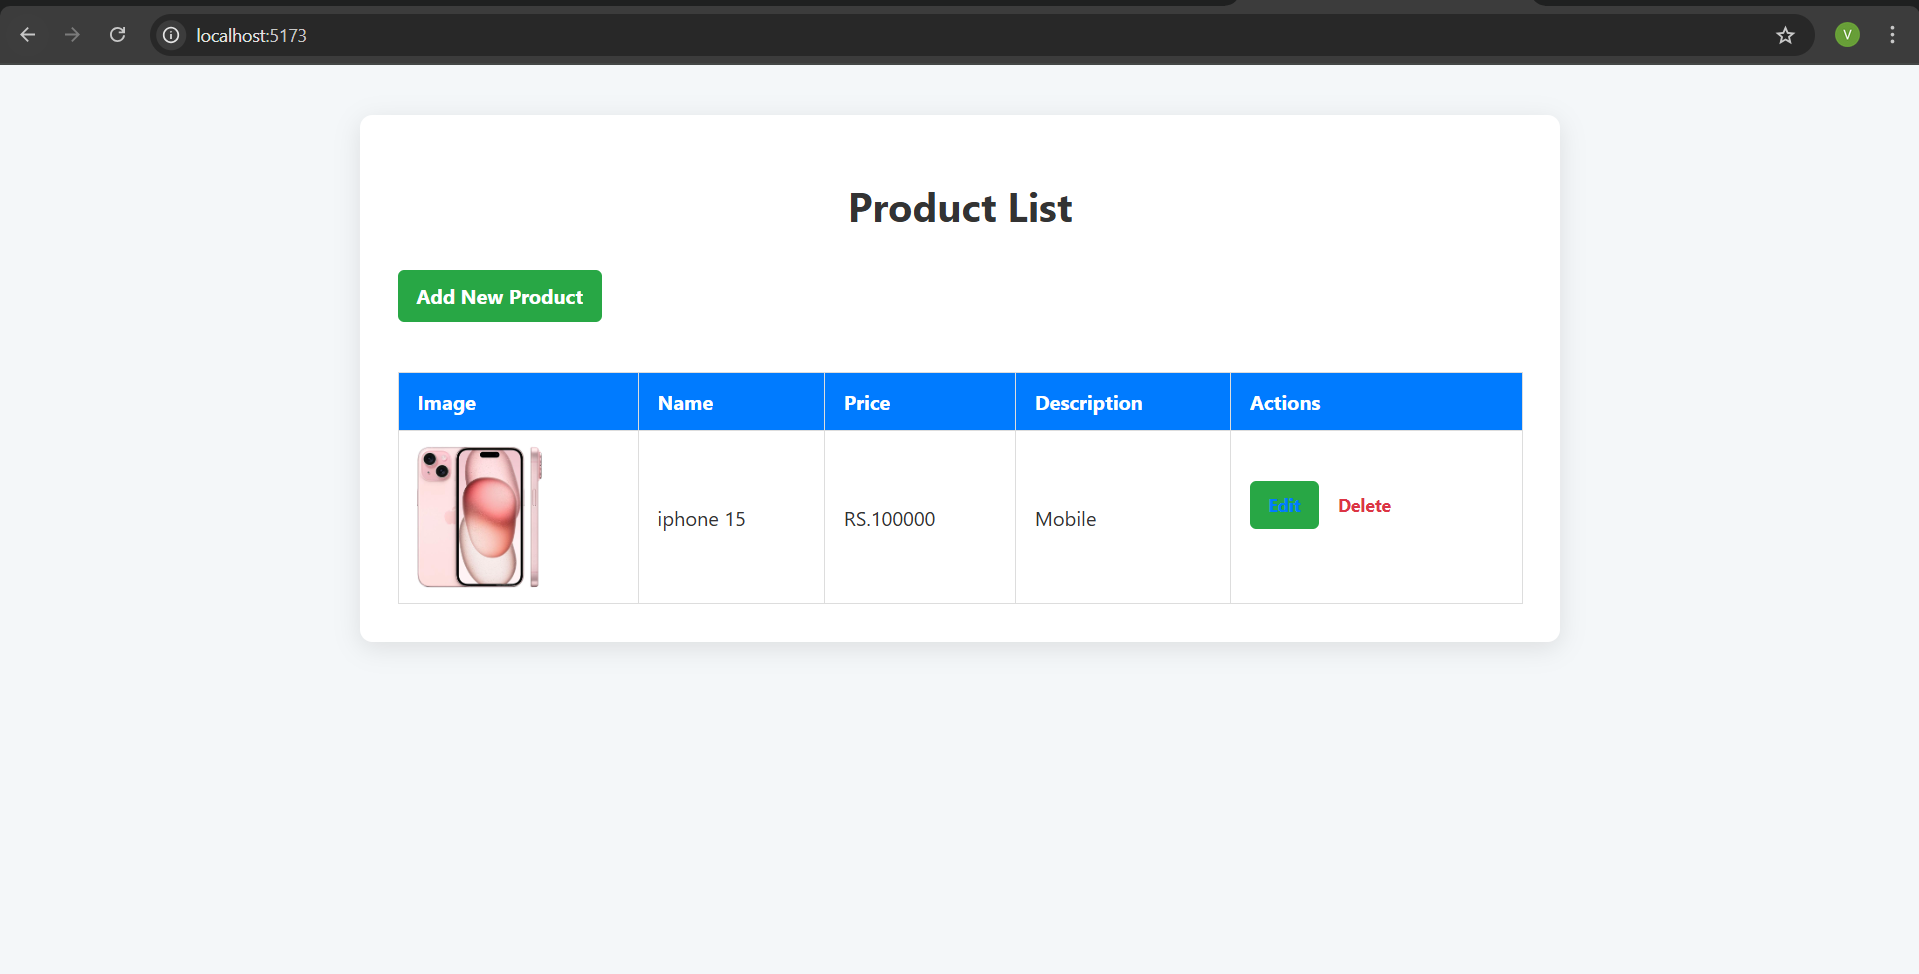 localhost:5173
V
Product List
Add New Product
Image Name Price Description Actions
iphone 15 RS.100000 Mobile Edit Delete